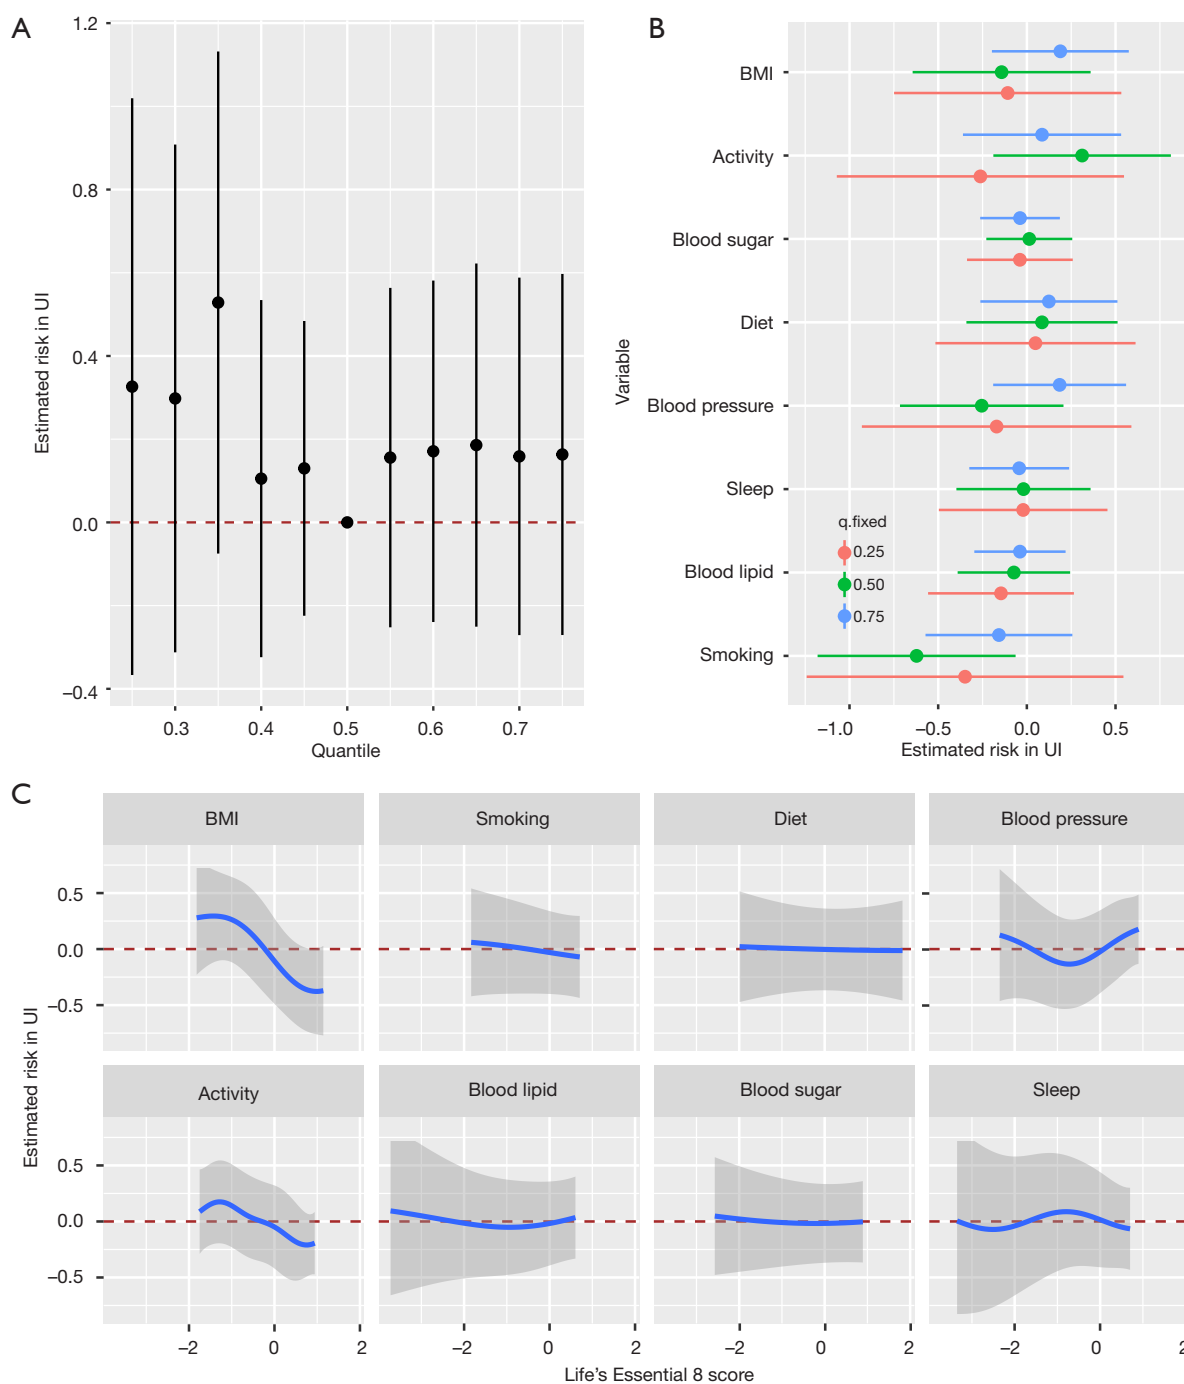 A
1.2
0.8
0.4
0.0
−0.4
Estimated risk in UI
0.3 0.4 0.5 0.6 0.7
Quantile
B
Variable
BMI
Activity
Blood sugar
Diet
Blood pressure
Sleep
Blood lipid
Smoking
q.fixed
0.25
0.50
0.75
−1.0 −0.5 0.0 0.5
Estimated risk in UI
C
BMI Smoking Diet Blood pressure
0.5
0.0
−0.5
Estimated risk in UI
Activity Blood lipid Blood sugar Sleep
0.5
0.0
−0.5
−2 0 2 −2 0 2 −2 0 2 −2 0 2
Life's Essential 8 score